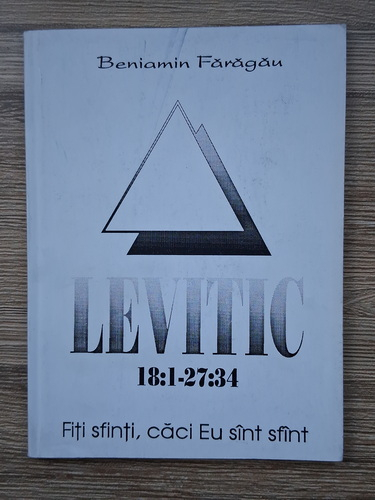 Beniamin Fărăgău
LEVITIC
18:1-27:34
Fiți sfinți, căci Eu sînt sfînt